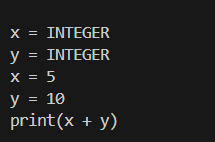 x = INTEGER
y = INTEGER
x = 5
y = 10
print(x + y)